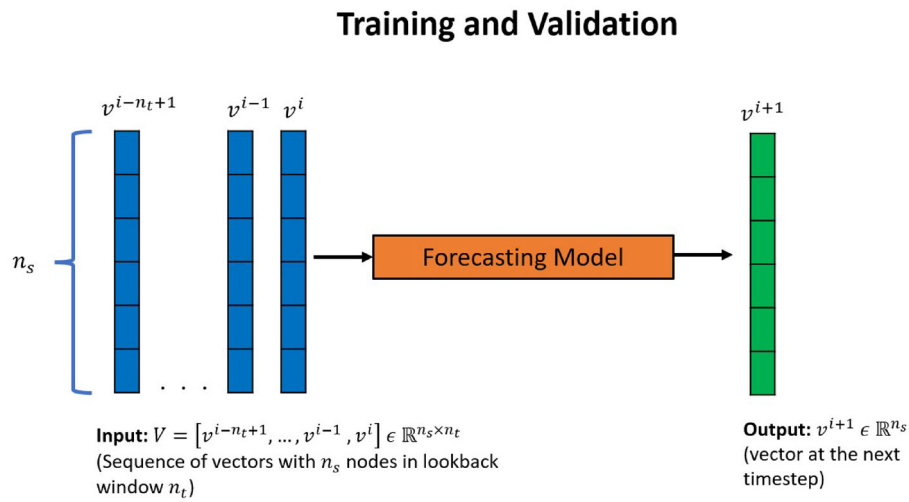 Training and Validation
v^{i−n_t+1}
v^{i−1}
v^i
v^{i+1}
n_s
Forecasting Model
. . .
Input: V = [v^{i−n_t+1}, …, v^{i−1} , v^i] ϵ ℝ^{n_s×n_t}
(Sequence of vectors with n_s nodes in lookback
window n_t)
Output: v^{i+1} ϵ ℝ^{n_s}
(vector at the next
timestep)